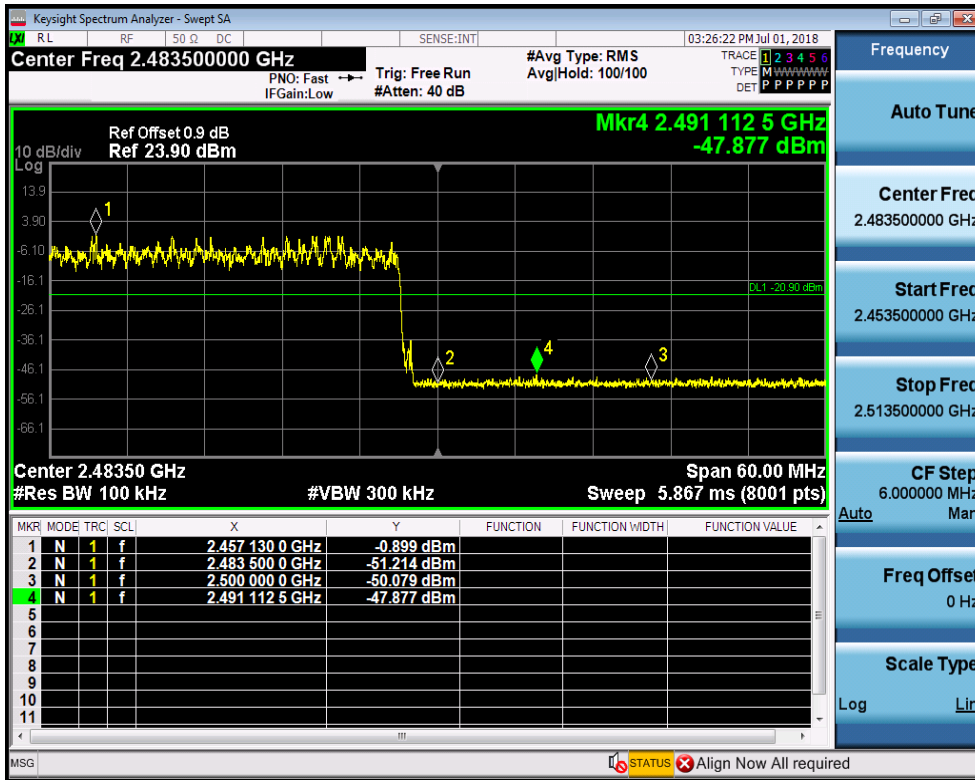 Keysight Spectrum Analyzer - Swept SA
LXI RL RF 50 Ω DC SENSE:INT 03:26:22 PM Jul 01, 2018
Center Freq 2.483500000 GHz
PNO: Fast
IFGain:Low
Trig: Free Run
#Atten: 40 dB
#Avg Type: RMS
Avg|Hold: 100/100
TRACE 1 2 3 4 5 6
TYPE M W W W W W
DET P P P P P P
Mkr4 2.491 112 5 GHz
-47.877 dBm
Ref Offset 0.9 dB
10 dB/div Ref 23.90 dBm
Log
13.9
3.90
-6.10
-16.1
-26.1
-36.1
-46.1
-56.1
-66.1
1
DL1 -20.90 dBm
2
4
3
Center 2.48350 GHz Span 60.00 MHz
#Res BW 100 kHz #VBW 300 kHz Sweep 5.867 ms (8001 pts)
MKR MODE TRC SCL X Y FUNCTION FUNCTION WIDTH FUNCTION VALUE
1 N 1 f 2.457 130 0 GHz -0.899 dBm
2 N 1 f 2.483 500 0 GHz -51.214 dBm
3 N 1 f 2.500 000 0 GHz -50.079 dBm
4 N 1 f 2.491 112 5 GHz -47.877 dBm
5
6
7
8
9
10
11
MSG STATUS Align Now All required
Frequency
Auto Tune
Center Freq
2.483500000 GHz
Start Freq
2.453500000 GHz
Stop Freq
2.513500000 GHz
CF Step
6.000000 MHz
Auto Man
Freq Offset
0 Hz
Scale Type
Log Lin